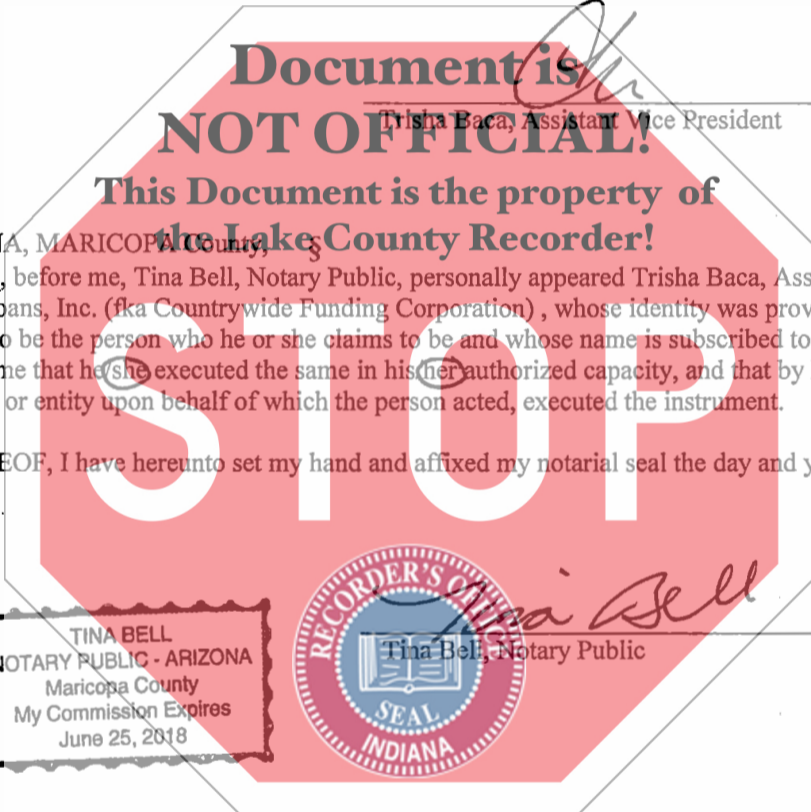 Document is
NOT OFFICIAL!
Trisha Baca, Assistant Vice President
This Document is the property of
the Lake County Recorder!
A, MARICOPA County, §
, before me, Tina Bell, Notary Public, personally appeared Trisha Baca, Ass
oans, Inc. (fka Countrywide Funding Corporation) , whose identity was prov
o be the person who he or she claims to be and whose name is subscribed to
me that he/she executed the same in his/her authorized capacity, and that by
or entity upon behalf of which the person acted, executed the instrument.
EOF, I have hereunto set my hand and affixed my notarial seal the day and y
STOP
RECORDER'S OFFICE
SEAL
INDIANA
Tina Bell
Tina Bell, Notary Public
TINA BELL
NOTARY PUBLIC - ARIZONA
Maricopa County
My Commission Expires
June 25, 2018